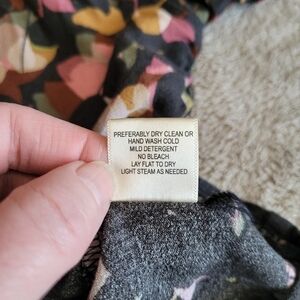 PREFERABLY DRY CLEAN OR
HAND WASH COLD
MILD DETERGENT
NO BLEACH
LAY FLAT TO DRY
LIGHT STEAM AS NEEDED